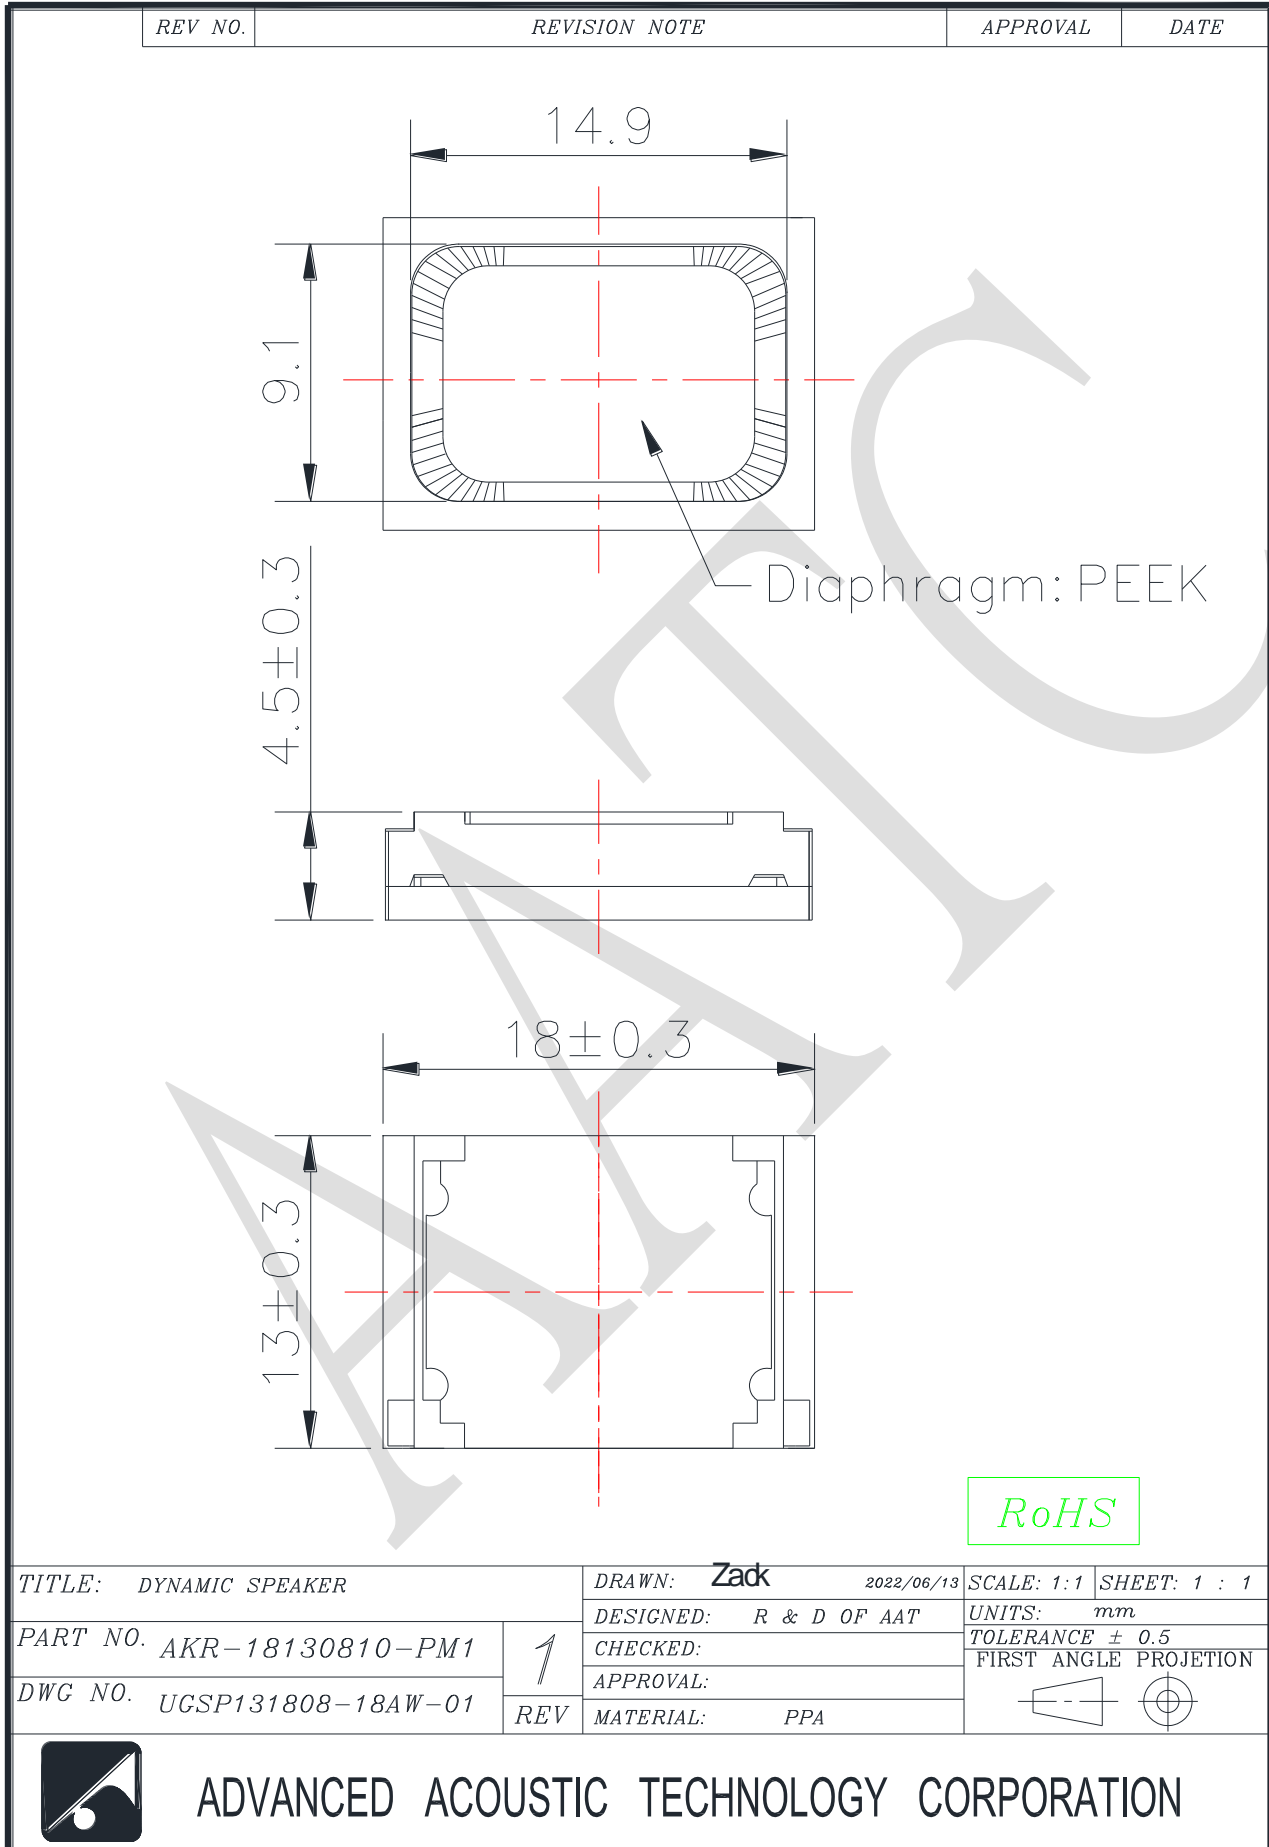 REV NO. REVISION NOTE APPROVAL DATE
14.9
9.1
Diaphragm: PEEK
4.5±0.3
18±0.3
13±0.3
AATC
RoHS
TITLE: DYNAMIC SPEAKER
PART NO. AKR-18130810-PM1
DWG NO. UGSP131808-18AW-01
1
REV
DRAWN: Zack 2022/06/13
DESIGNED: R & D OF AAT
CHECKED:
APPROVAL:
MATERIAL: PPA
SCALE: 1:1 SHEET: 1 : 1
UNITS: mm
TOLERANCE ± 0.5
FIRST ANGLE PROJETION
ADVANCED ACOUSTIC TECHNOLOGY CORPORATION